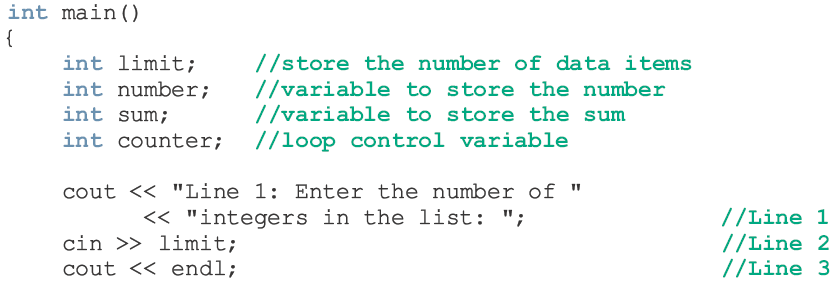 int main()
{
    int limit;    //store the number of data items
    int number;   //variable to store the number
    int sum;      //variable to store the sum
    int counter;  //loop control variable

    cout << "Line 1: Enter the number of "
          << "integers in the list: ";               //Line 1
    cin >> limit;                                    //Line 2
    cout << endl;                                    //Line 3